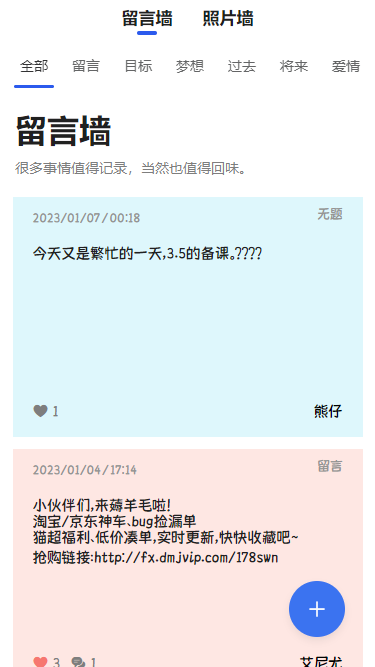 留言墙 照片墙
全部 留言 目标 梦想 过去 将来 爱情
留言墙
很多事情值得记录，当然也值得回味。
2023/01/07/00:18 无题
今天又是繁忙的一天,3.5的备课。????
1 熊仔
2023/01/04/17:14 留言
小伙伴们,来薅羊毛啦!
淘宝/京东神车、bug捡漏单
猫超福利、低价凑单,实时更新,快快收藏吧~
抢购链接:http://fx.dmjvip.com/178swn
3 1 艾尼尤